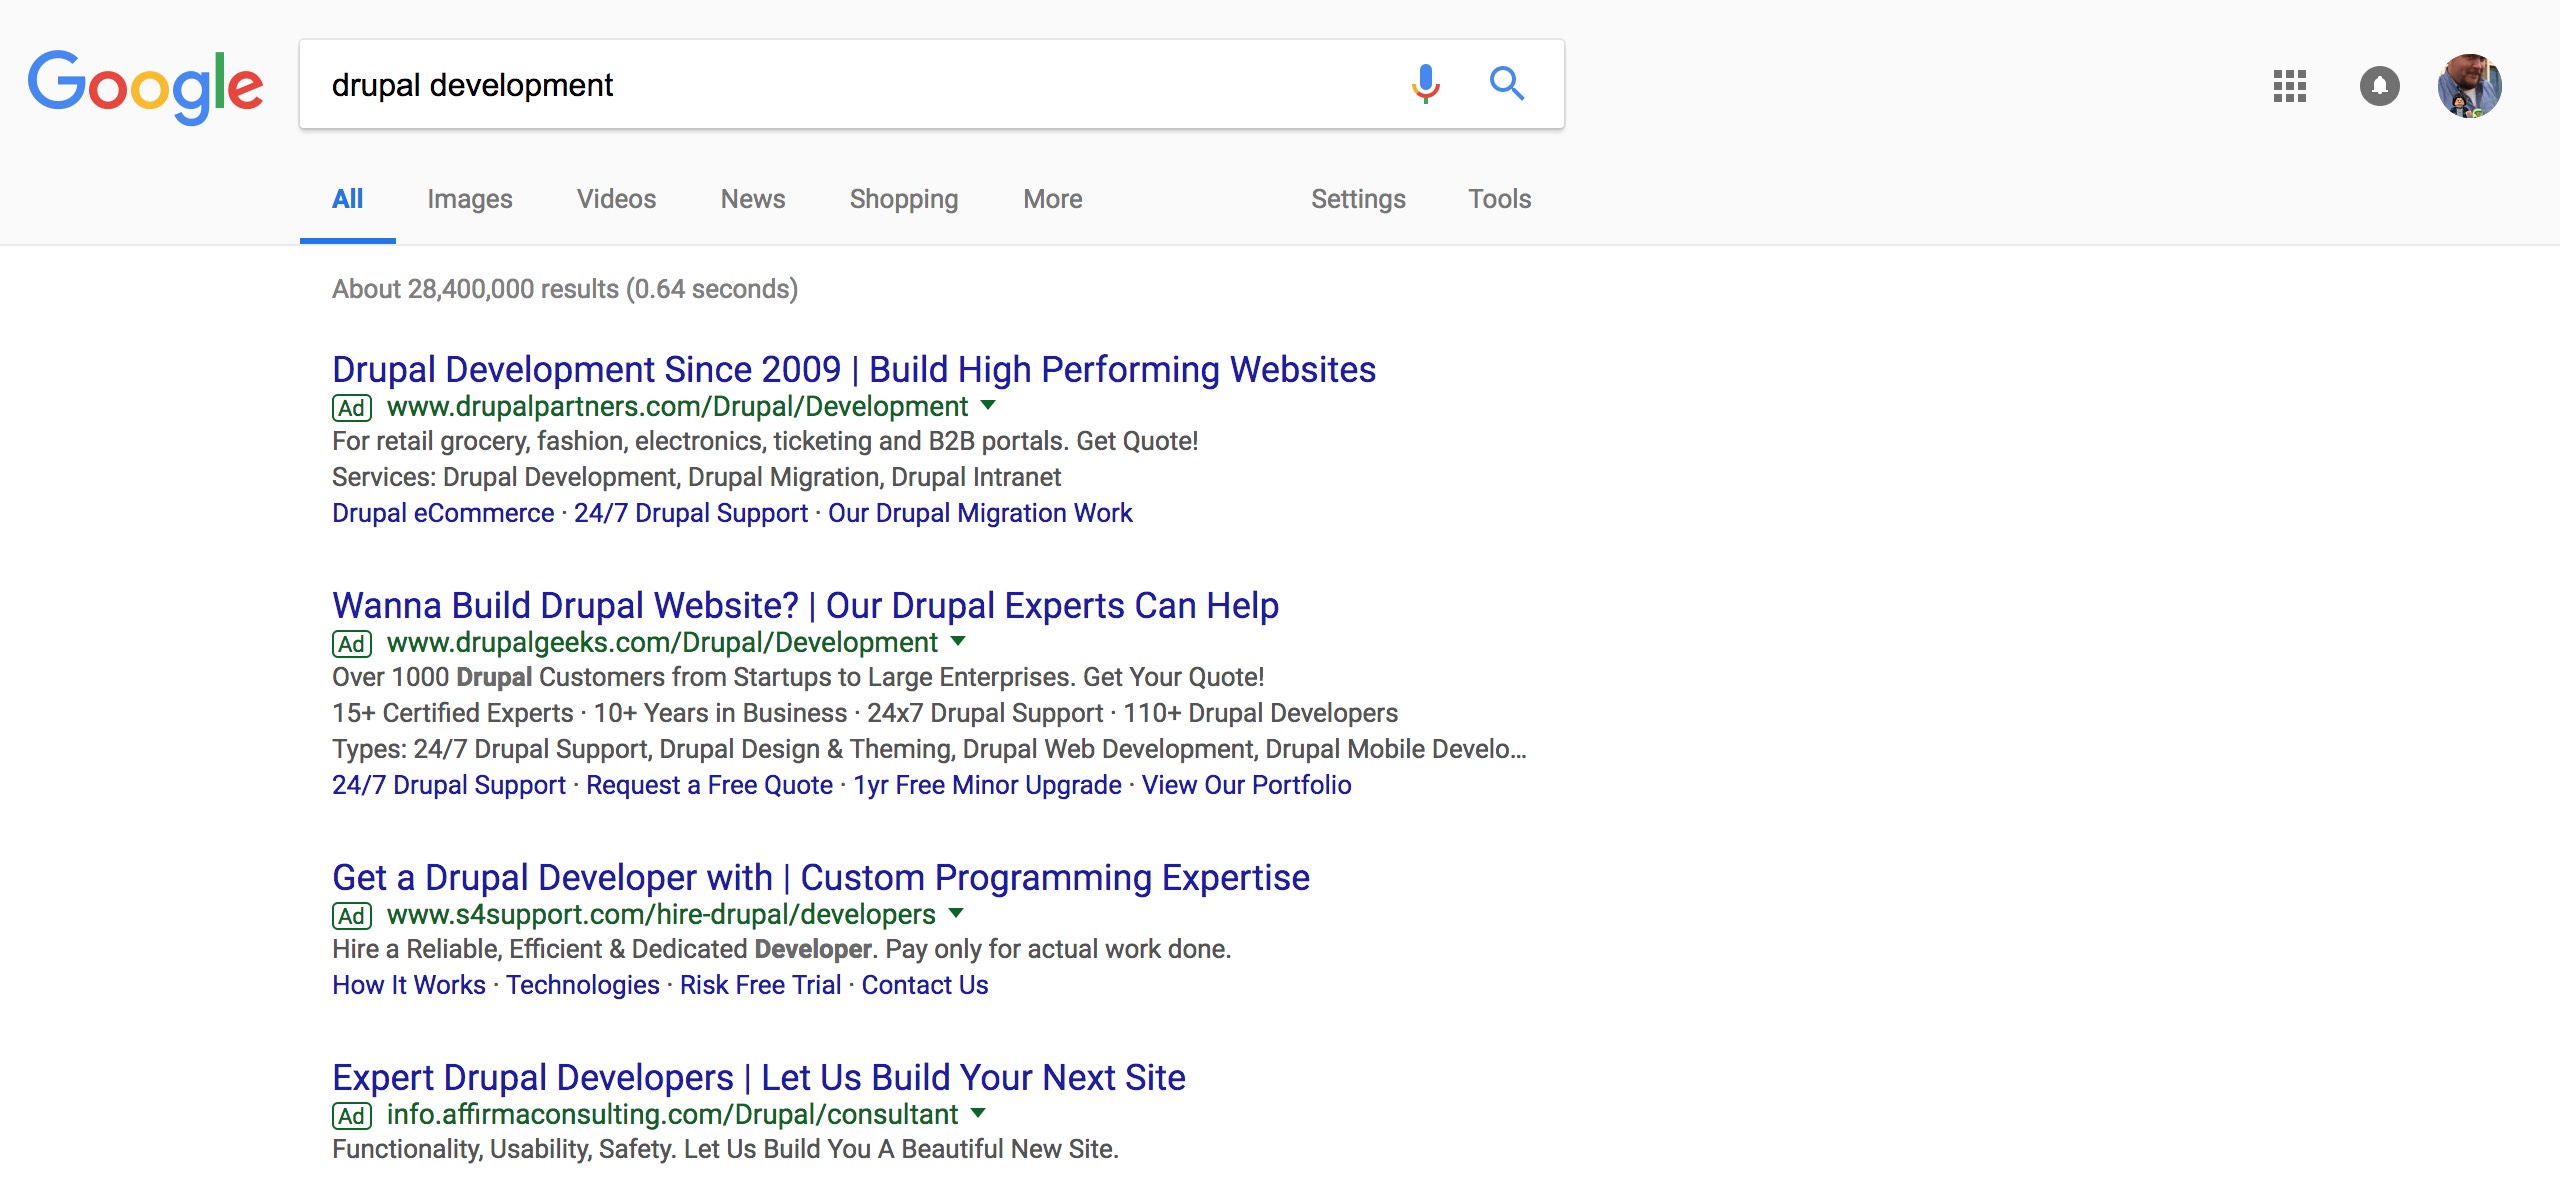 Google
drupal development
All Images Videos News Shopping More Settings Tools
About 28,400,000 results (0.64 seconds)
Drupal Development Since 2009 | Build High Performing Websites
Ad www.drupalpartners.com/Drupal/Development
For retail grocery, fashion, electronics, ticketing and B2B portals. Get Quote!
Services: Drupal Development, Drupal Migration, Drupal Intranet
Drupal eCommerce · 24/7 Drupal Support · Our Drupal Migration Work
Wanna Build Drupal Website? | Our Drupal Experts Can Help
Ad www.drupalgeeks.com/Drupal/Development
Over 1000 Drupal Customers from Startups to Large Enterprises. Get Your Quote!
15+ Certified Experts · 10+ Years in Business · 24x7 Drupal Support · 110+ Drupal Developers
Types: 24/7 Drupal Support, Drupal Design & Theming, Drupal Web Development, Drupal Mobile Develo...
24/7 Drupal Support · Request a Free Quote · 1yr Free Minor Upgrade · View Our Portfolio
Get a Drupal Developer with | Custom Programming Expertise
Ad www.s4support.com/hire-drupal/developers
Hire a Reliable, Efficient & Dedicated Developer. Pay only for actual work done.
How It Works · Technologies · Risk Free Trial · Contact Us
Expert Drupal Developers | Let Us Build Your Next Site
Ad info.affirmaconsulting.com/Drupal/consultant
Functionality, Usability, Safety. Let Us Build You A Beautiful New Site.